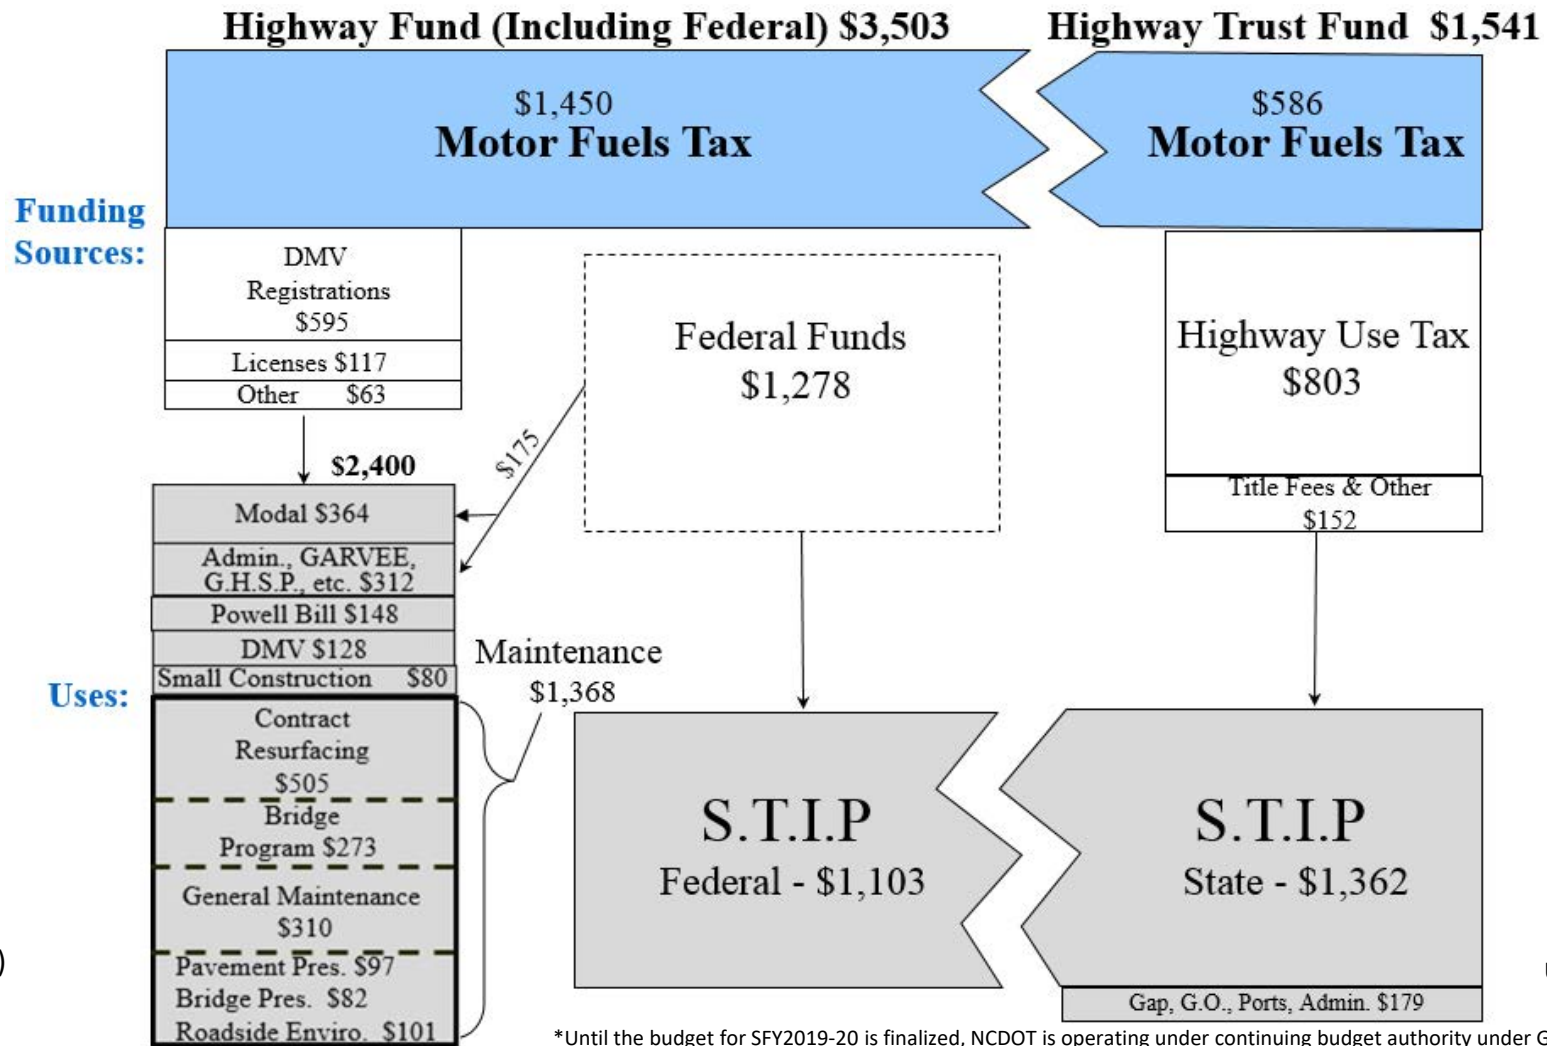 Highway Fund (Including Federal) $3,503
Highway Trust Fund $1,541
$1,450
Motor Fuels Tax
$586
Motor Fuels Tax
Funding
Sources:
DMV
Registrations
$595
Licenses $117
Other $63
Federal Funds
$1,278
Highway Use Tax
$803
Title Fees & Other
$152
$175
$2,400
Uses:
Modal $364
Admin., GARVEE,
G.H.S.P., etc. $312
Powell Bill $148
DMV $128
Small Construction $80
Maintenance
$1,368
Contract
Resurfacing
$505
Bridge
Program $273
General Maintenance
$310
Pavement Pres. $97
Bridge Pres. $82
Roadside Enviro. $101
S.T.I.P
Federal - $1,103
S.T.I.P
State - $1,362
Gap, G.O., Ports, Admin. $179
)
*Until the budget for SFY2019-20 is finalized, NCDOT is operating under continuing budget authority under G